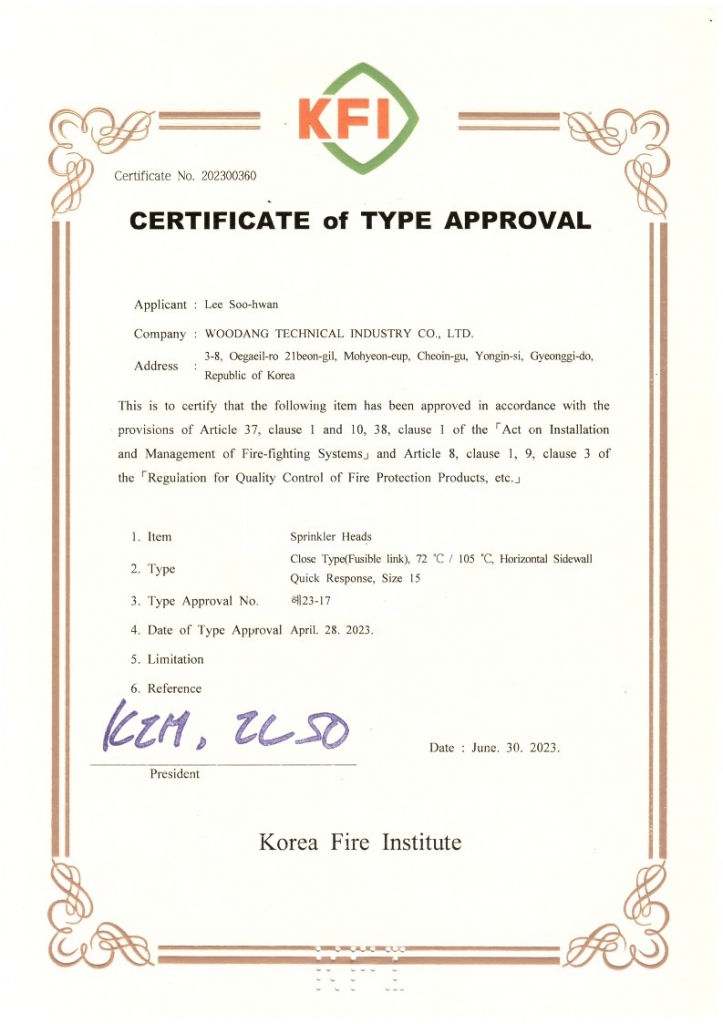 KFI
Certificate No. 202300360
CERTIFICATE of TYPE APPROVAL
Applicant : Lee Soo-hwan
Company : WOODANG TECHNICAL INDUSTRY CO., LTD.
Address : 3-8, Oegaeil-ro 21beon-gil, Mohyeon-eup, Cheoin-gu, Yongin-si, Gyeonggi-do,
Republic of Korea
This is to certify that the following item has been approved in accordance with the
provisions of Article 37, clause 1 and 10, 38, clause 1 of the「Act on Installation
and Management of Fire-fighting Systems」and Article 8, clause 1, 9, clause 3 of
the「Regulation for Quality Control of Fire Protection Products, etc.」
1. Item Sprinkler Heads
2. Type Close Type(Fusible link), 72 ℃ / 105 ℃, Horizontal Sidewall
Quick Response, Size 15
3. Type Approval No. 헤23-17
4. Date of Type Approval April. 28. 2023.
5. Limitation
6. Reference
Date : June. 30. 2023.
President
Korea Fire Institute
KFI